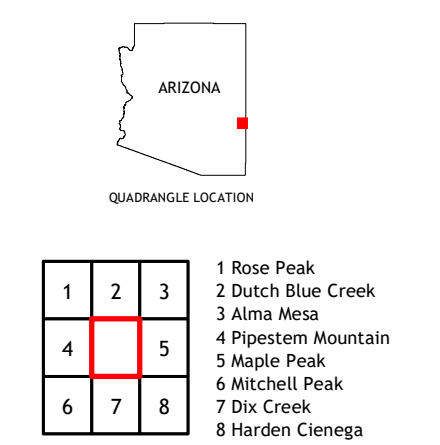 ARIZONA
QUADRANGLE LOCATION
1 2 3
4 5
6 7 8
1 Rose Peak
2 Dutch Blue Creek
3 Alma Mesa
4 Pipestem Mountain
5 Maple Peak
6 Mitchell Peak
7 Dix Creek
8 Harden Cienega